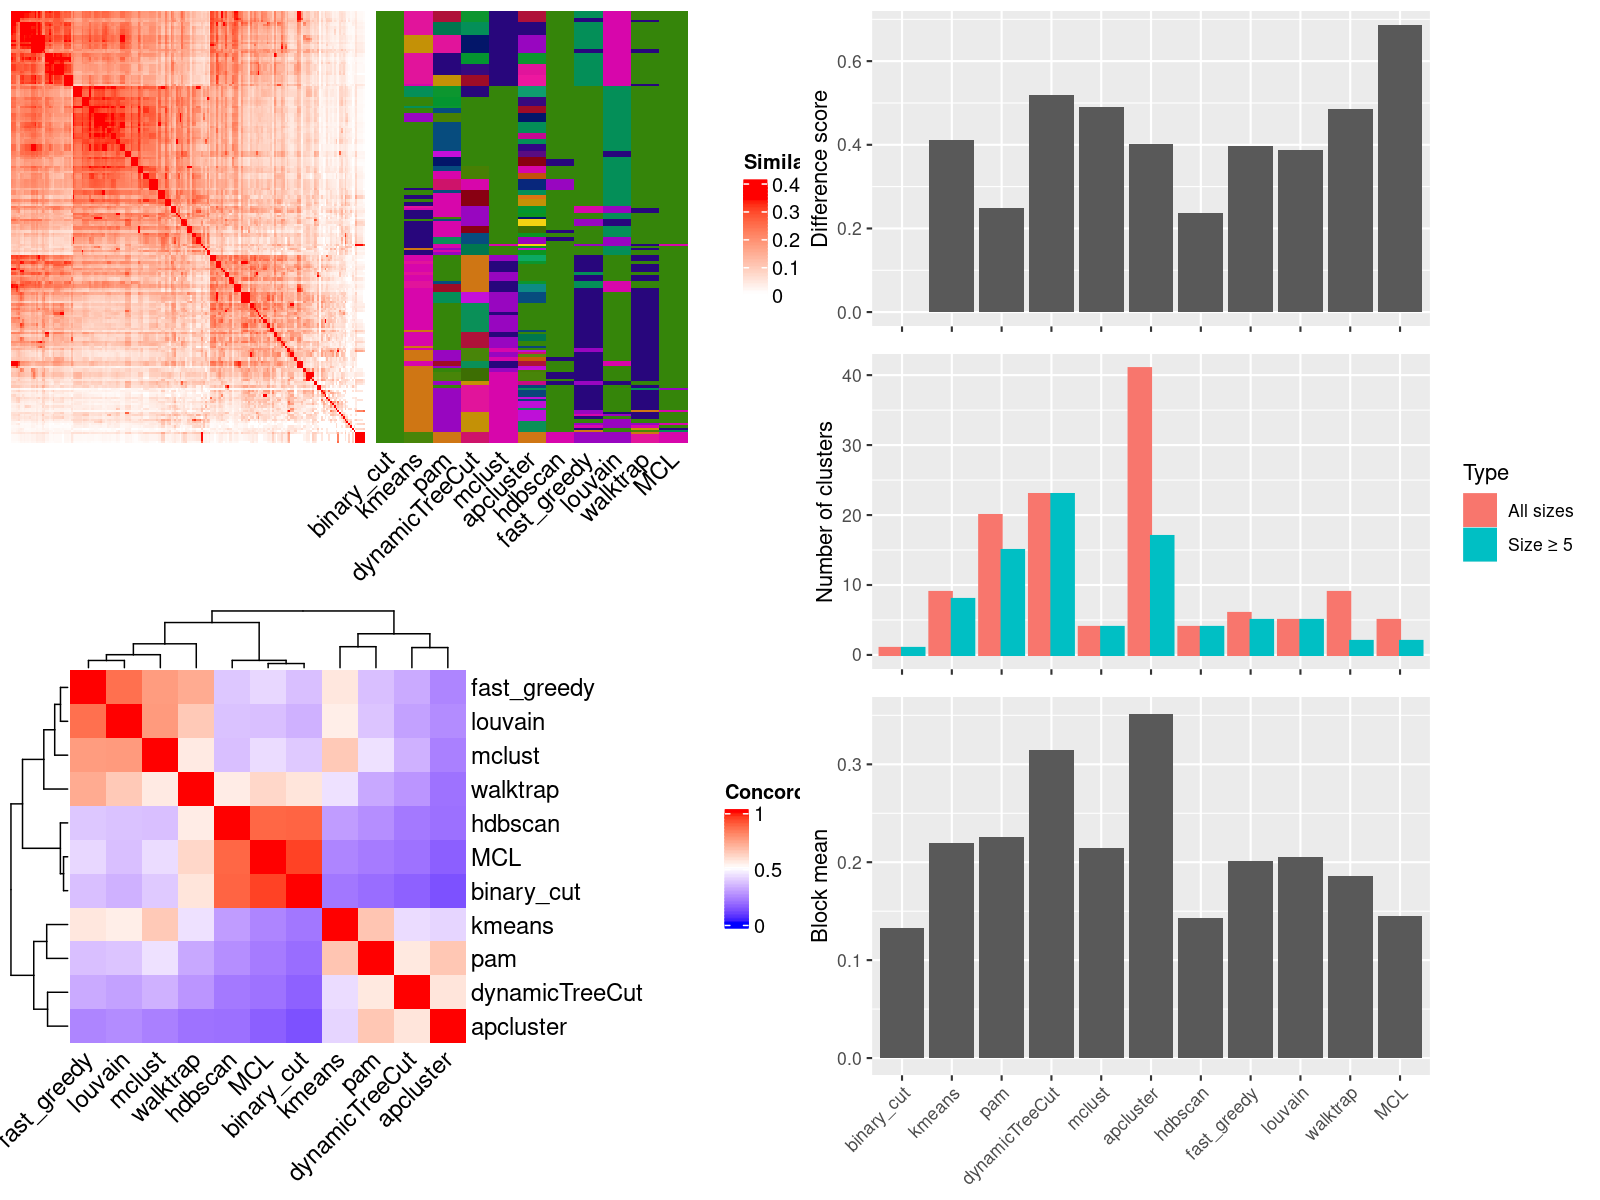 Simila
0.4
0.3
0.2
0.1
0
binary_cut
kmeans
pam
dynamicTreeCut
mclust
apcluster
hdbscan
fast_greedy
louvain
walktrap
MCL
Difference score
0.6
0.4
0.2
0.0
Number of clusters
40
30
20
10
0
Type
All sizes
Size ≥ 5
fast_greedy
louvain
mclust
walktrap
hdbscan
MCL
binary_cut
kmeans
pam
dynamicTreeCut
apcluster
fast_greedy
louvain
mclust
walktrap
hdbscan
MCL
binary_cut
kmeans
pam
dynamicTreeCut
apcluster
Concord
1
0.5
0
Block mean
0.3
0.2
0.1
0.0
binary_cut
kmeans
pam
dynamicTreeCut
mclust
apcluster
hdbscan
fast_greedy
louvain
walktrap
MCL